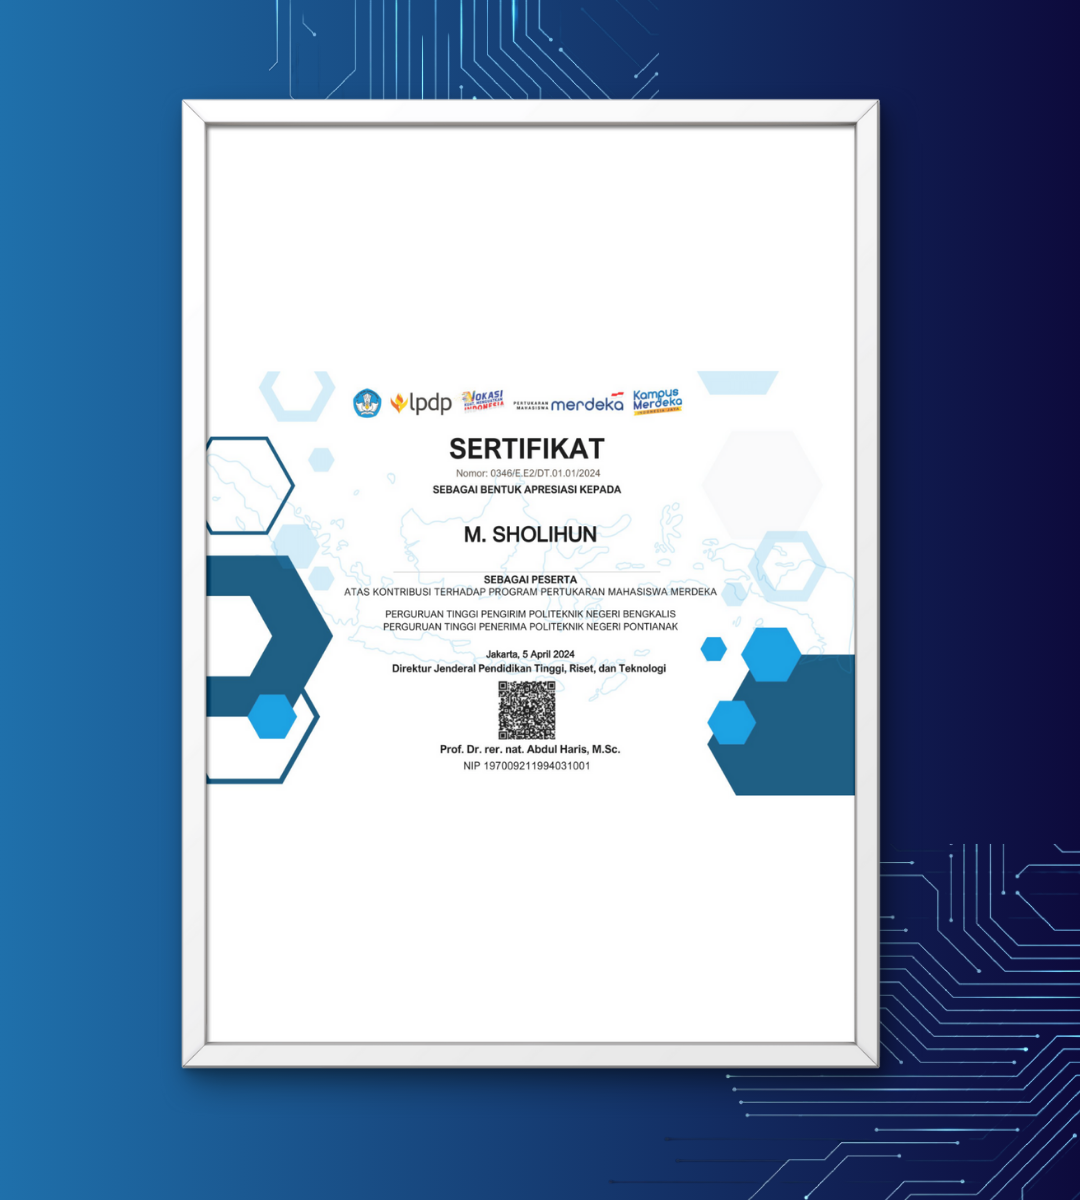 lpdp
VOKASI
INDONESIA
PERTUKARAN
MAHASISWA merdeka
Kampus
Merdeka
INDONESIA JAYA
SERTIFIKAT
Nomor: 0346/E.E2/DT.01.01/2024
SEBAGAI BENTUK APRESIASI KEPADA
M. SHOLIHUN
SEBAGAI PESERTA
ATAS KONTRIBUSI TERHADAP PROGRAM PERTUKARAN MAHASISWA MERDEKA
PERGURUAN TINGGI PENGIRIM POLITEKNIK NEGERI BENGKALIS
PERGURUAN TINGGI PENERIMA POLITEKNIK NEGERI PONTIANAK
Jakarta, 5 April 2024
Direktur Jenderal Pendidikan Tinggi, Riset, dan Teknologi
Prof. Dr. rer. nat. Abdul Haris, M.Sc.
NIP 197009211994031001